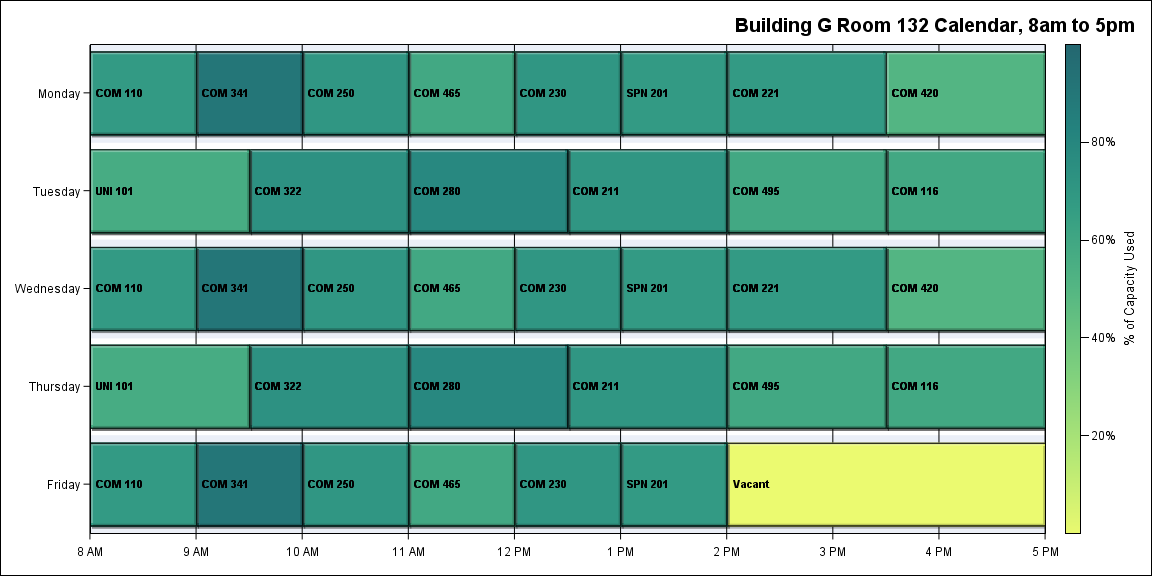 Building G Room 132 Calendar, 8am to 5pm
Monday
COM 110
COM 341
COM 250
COM 465
COM 230
SPN 201
COM 221
COM 420
Tuesday
UNI 101
COM 322
COM 280
COM 211
COM 495
COM 116
Wednesday
COM 110
COM 341
COM 250
COM 465
COM 230
SPN 201
COM 221
COM 420
Thursday
UNI 101
COM 322
COM 280
COM 211
COM 495
COM 116
Friday
COM 110
COM 341
COM 250
COM 465
COM 230
SPN 201
Vacant
8 AM
9 AM
10 AM
11 AM
12 PM
1 PM
2 PM
3 PM
4 PM
5 PM
80%
60%
40%
20%
% of Capacity Used